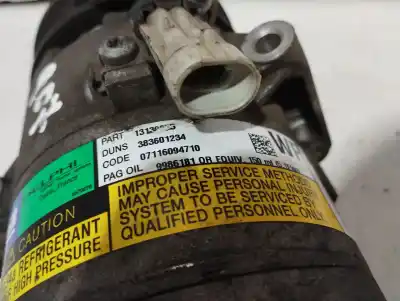 PART
DUNS 383601234
CODE 07116094710
PAG OIL 9986181 OR EQUIV. 150 ml
IMPROPER SERVICE METHODS
MAY CAUSE PERSONAL INJURY
SYSTEM TO BE SERVICED BY
QUALIFIED PERSONNEL ONLY.
CAUTION
REFRIGERANT
HIGH PRESSURE